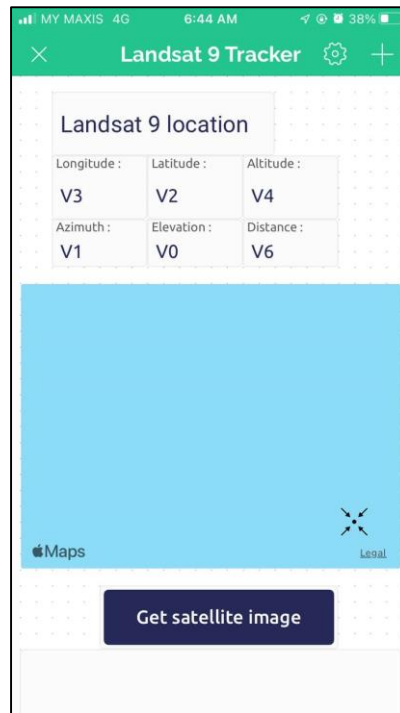 MY MAXIS 4G 6:44 AM 38%
Landsat 9 Tracker
Landsat 9 location
Longitude : Latitude : Altitude :
V3 V2 V4
Azimuth : Elevation : Distance :
V1 V0 V6
Maps Legal
Get satellite image